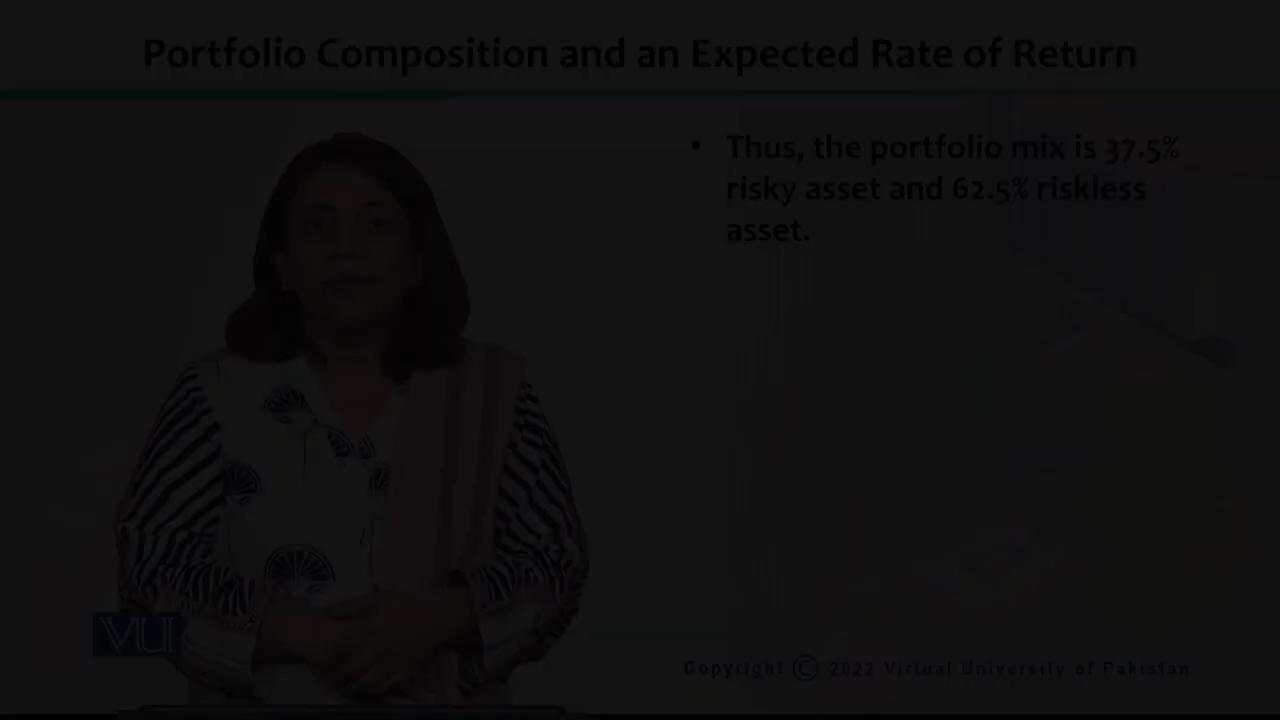 Portfolio Composition and an Expected Rate of Return
• Thus, the portfolio mix is 37.5%
risky asset and 62.5% riskless
asset.
VU
Copyright © 2022 Virtual University of Pakistan